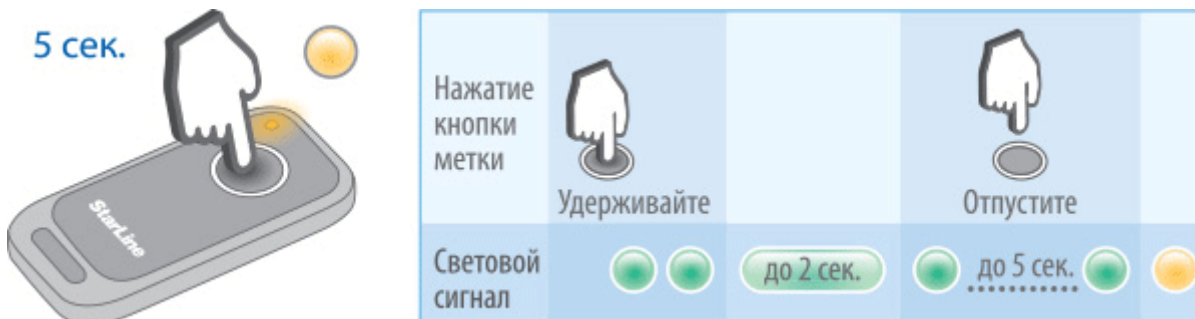 5 сек.
StarLine
Нажатие
кнопки
метки
Удерживайте
Отпустите
Световой
сигнал
до 2 сек.
до 5 сек.